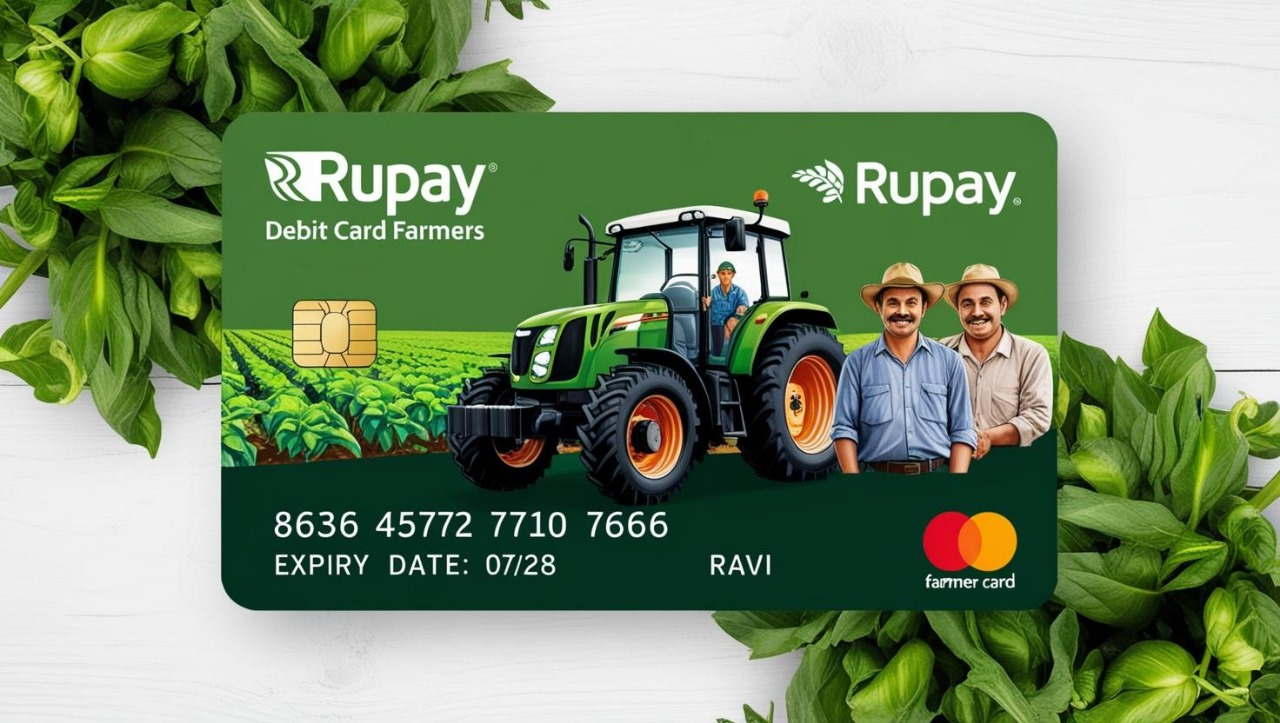 Rupay®
Debit Card Farmers
Rupay®
8636 45772 7710 7666
EXPIRY DATE: 07/28
RAVI
farmer card